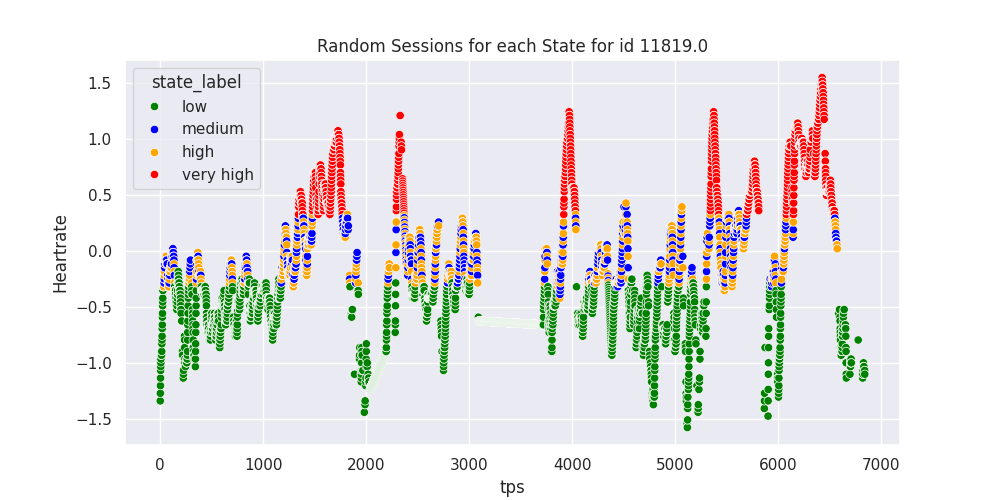 Random Sessions for each State for id 11819.0
state_label
low
medium
high
very high
Heartrate
1.5
1.0
0.5
0.0
−0.5
−1.0
−1.5
0 1000 2000 3000 4000 5000 6000 7000
tps